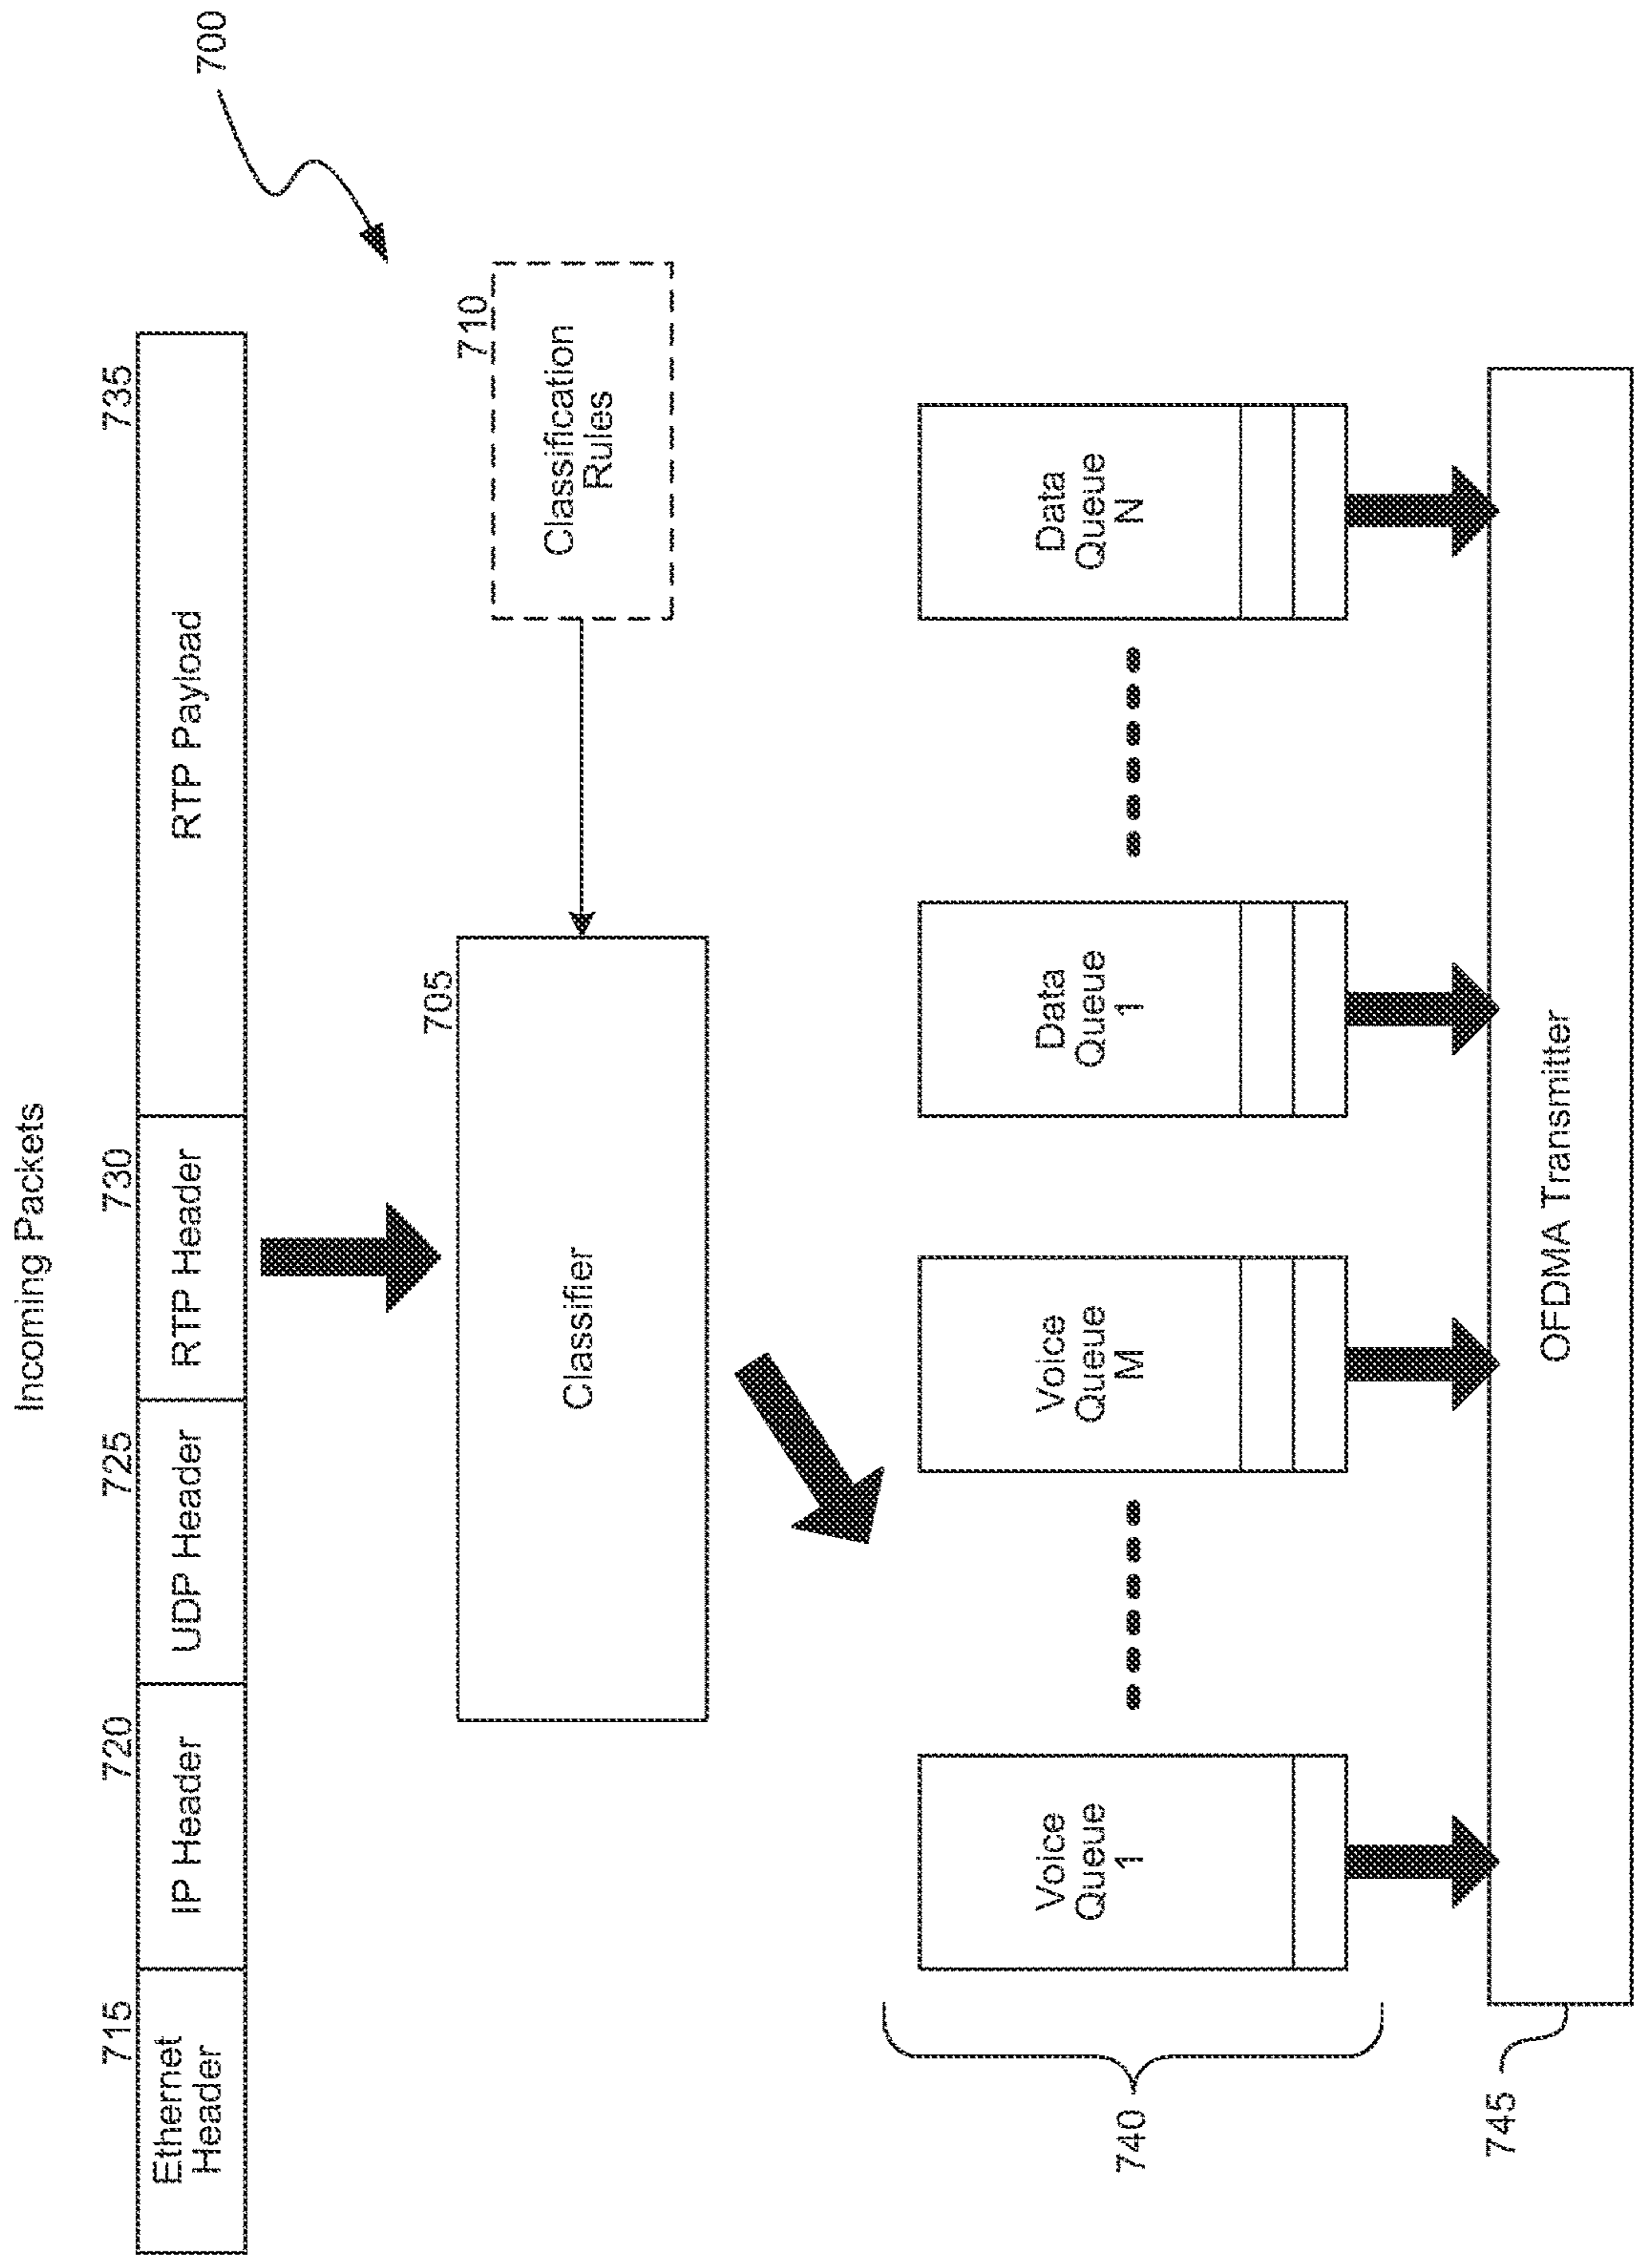 Incoming Packets
700
715
720
725
730
735
Ethernet
Header
IP Header
UDP Header
RTP Header
RTP Payload
705
Classifier
710
Classification
Rules
740
Voice
Queue
1
Voice
Queue
M
Data
Queue
1
Data
Queue
N
745
OFDMA Transmitter